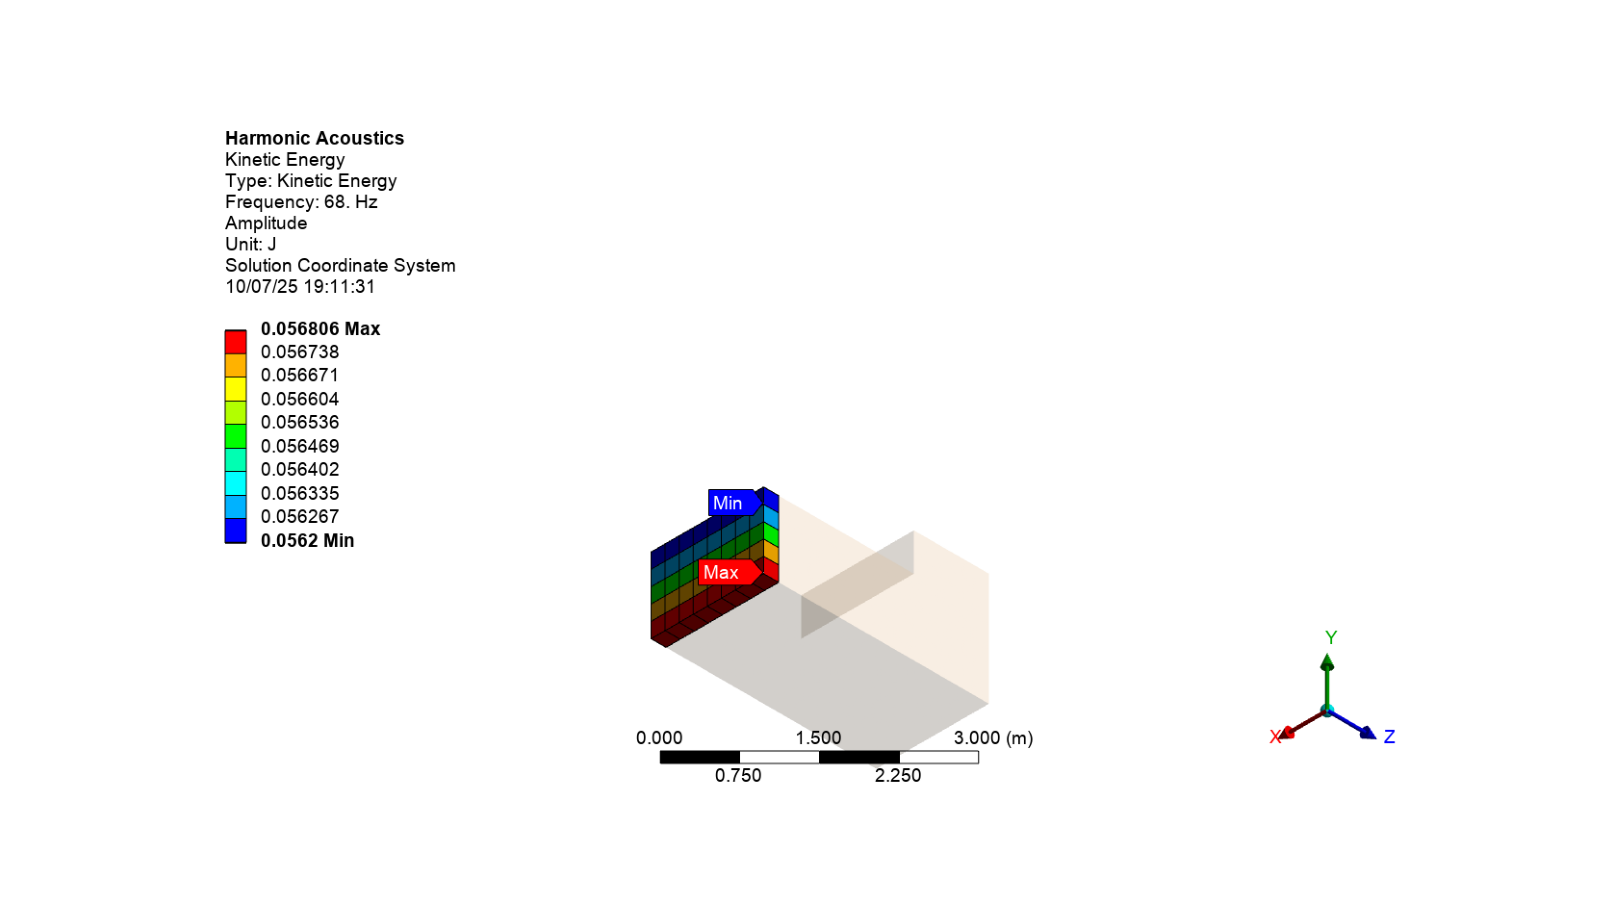 Harmonic Acoustics
Kinetic Energy
Type: Kinetic Energy
Frequency: 68. Hz
Amplitude
Unit: J
Solution Coordinate System
10/07/25 19:11:31
0.056806 Max
0.056738
0.056671
0.056604
0.056536
0.056469
0.056402
0.056335
0.056267
0.0562 Min
Min
Max
0.000 1.500 3.000 (m)
0.750 2.250
Y
X Z